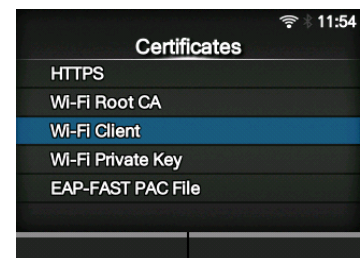 11:54
Certificates
HTTPS
Wi-Fi Root CA
Wi-Fi Client
Wi-Fi Private Key
EAP-FAST PAC File